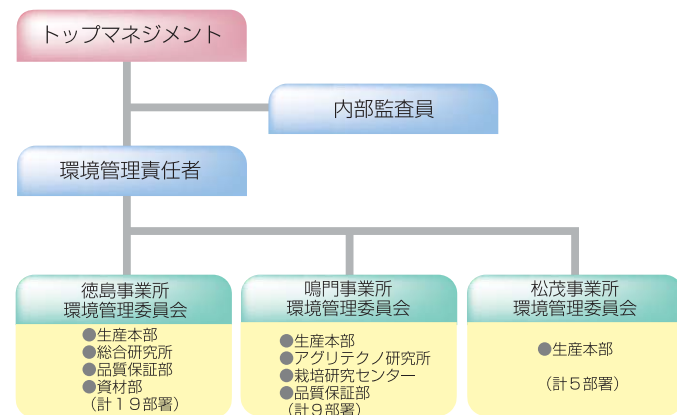 トップマネジメント
内部監査員
環境管理責任者
徳島事業所
環境管理委員会
●生産本部
●総合研究所
●品質保証部
●資材部
(計19部署)
鳴門事業所
環境管理委員会
●生産本部
●アグリテクノ研究所
●栽培研究センター
●品質保証部
(計9部署)
松茂事業所
環境管理委員会
●生産本部
(計5部署)